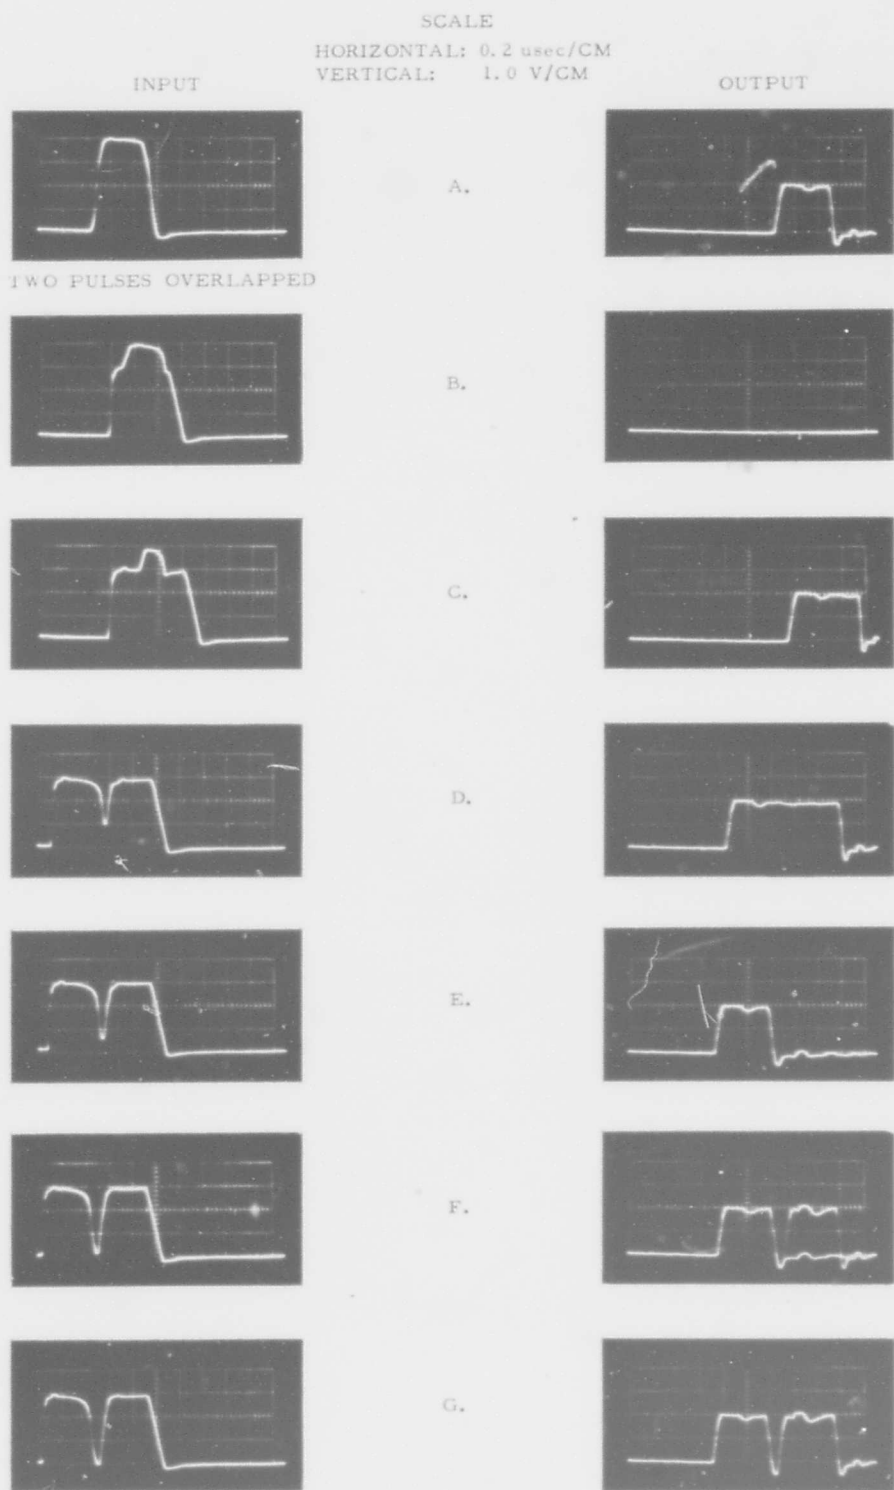 SCALE
HORIZONTAL: 0.2 usec/CM
VERTICAL: 1.0 V/CM
INPUT
OUTPUT
A.
TWO PULSES OVERLAPPED
B.
C.
D.
E.
F.
G.